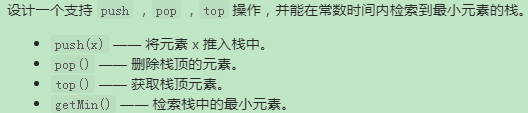 设计一个支持 push ，pop ，top 操作，并能在常数时间内检索到最小元素的栈。
• push(x) —— 将元素 x 推入栈中。
• pop() —— 删除栈顶的元素。
• top() —— 获取栈顶元素。
• getMin() —— 检索栈中的最小元素。